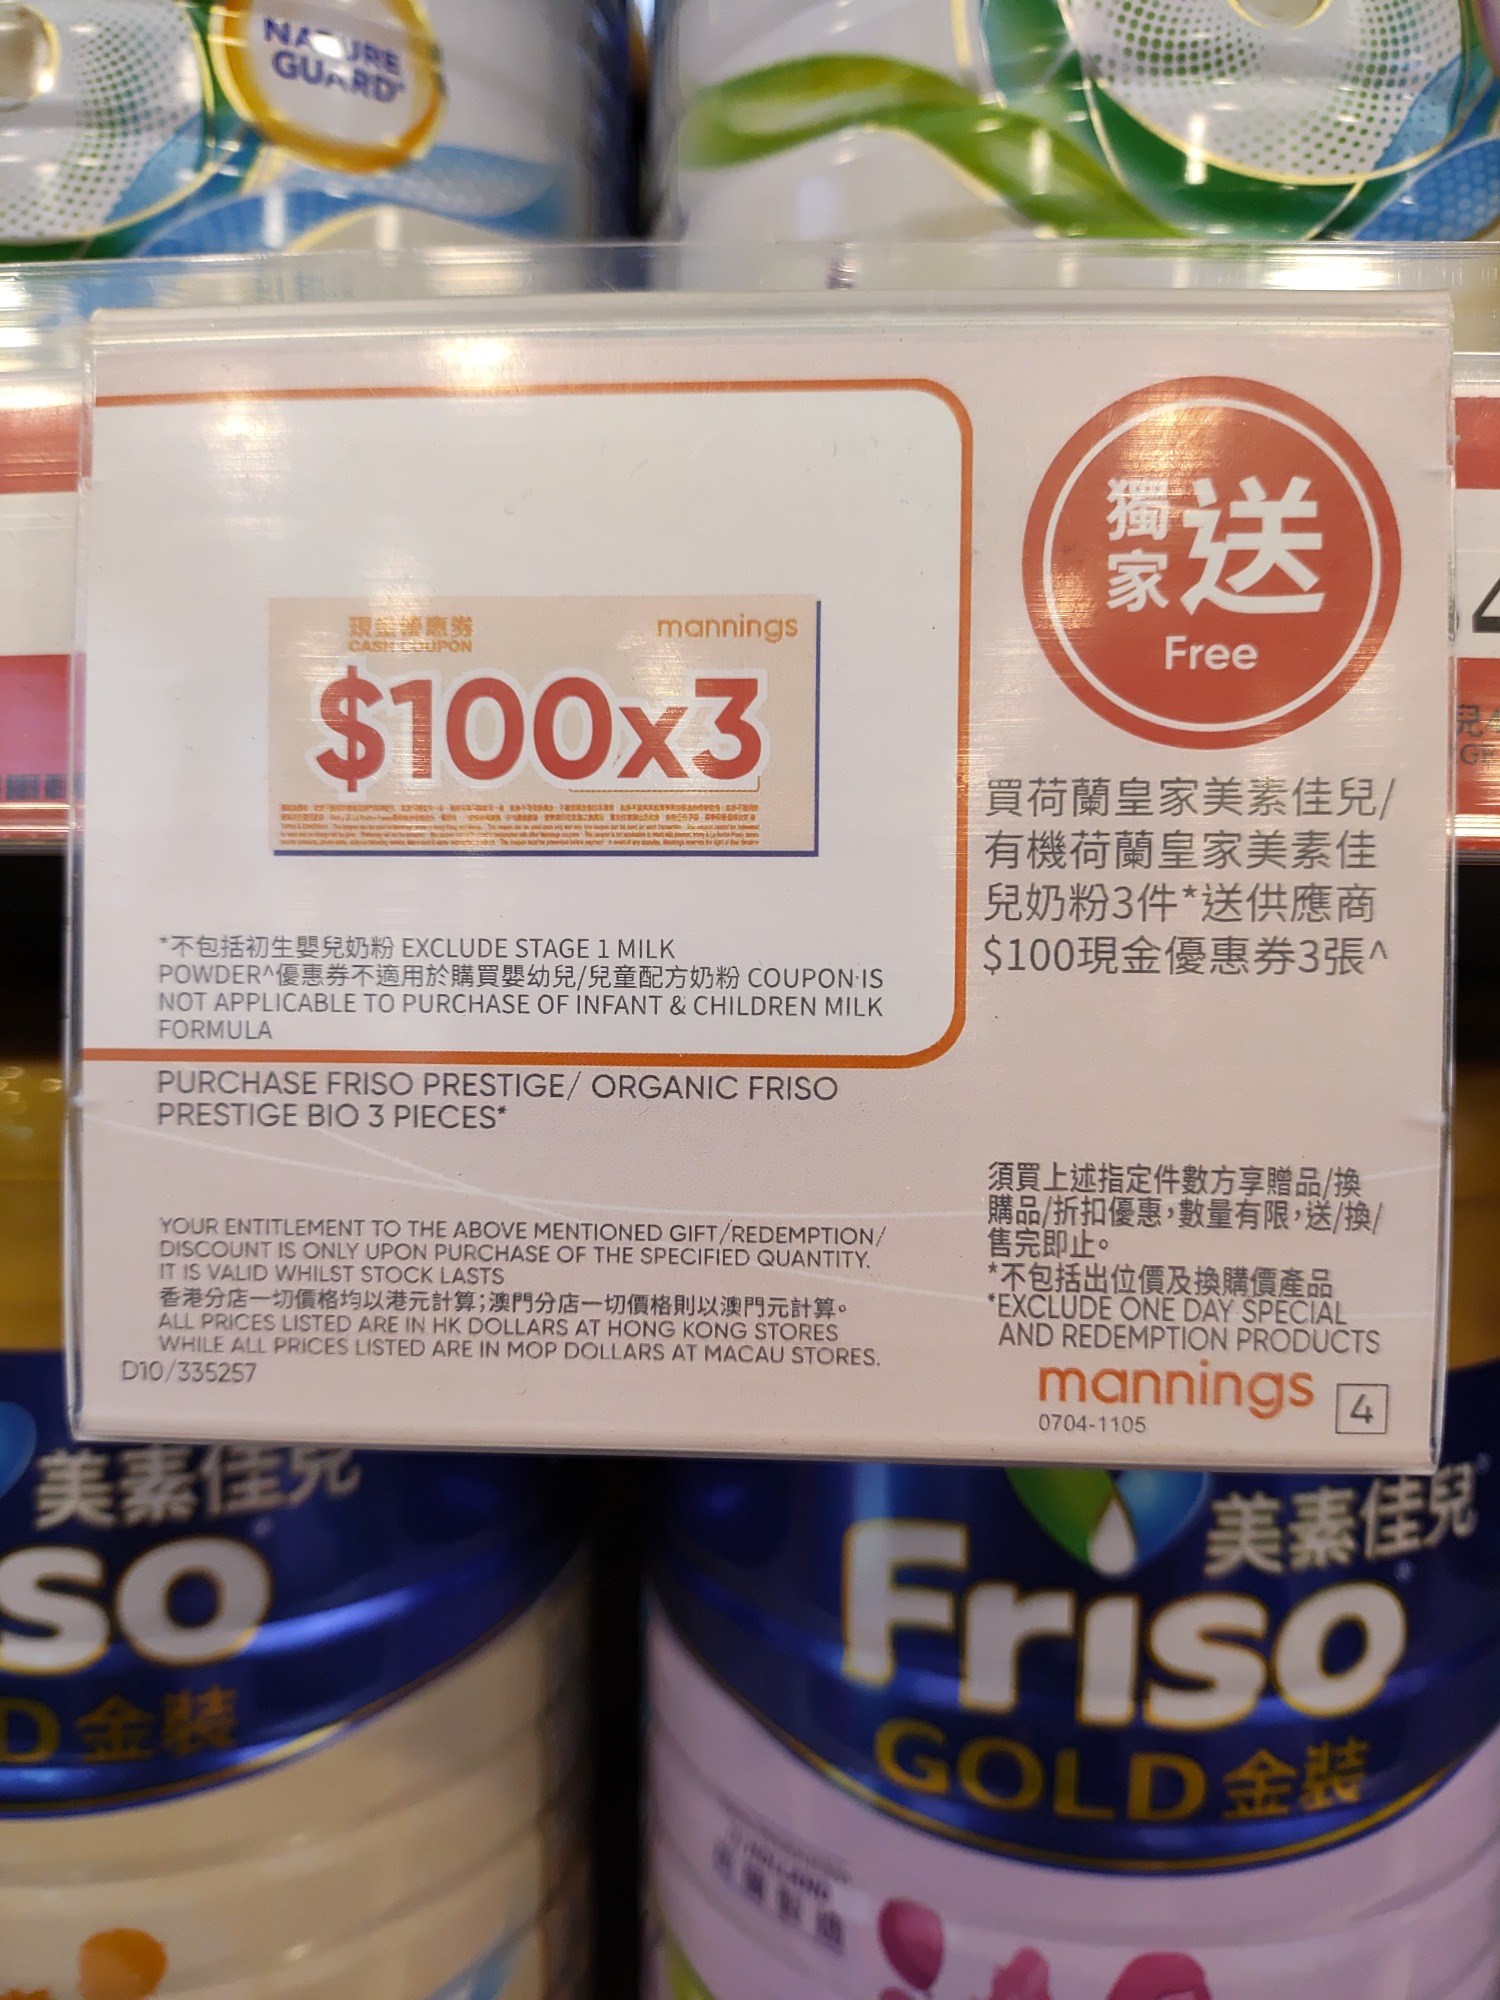 NATURE
GUARD
獨家送
Free
現金優惠券
CASH COUPON
mannings
$100x3
買荷蘭皇家美素佳兒/
有機荷蘭皇家美素佳
兒奶粉3件*送供應商
$100現金優惠券3張^
*不包括初生嬰兒奶粉 EXCLUDE STAGE 1 MILK
POWDER^優惠券不適用於購買嬰幼兒/兒童配方奶粉 COUPON IS
NOT APPLICABLE TO PURCHASE OF INFANT & CHILDREN MILK
FORMULA
PURCHASE FRISO PRESTIGE/ ORGANIC FRISO
PRESTIGE BIO 3 PIECES*
須買上述指定件數方享贈品/換
購品/折扣優惠,數量有限,送/換/
售完即止。
*不包括出位價及換購價產品
*EXCLUDE ONE DAY SPECIAL
AND REDEMPTION PRODUCTS
YOUR ENTITLEMENT TO THE ABOVE MENTIONED GIFT/REDEMPTION/
DISCOUNT IS ONLY UPON PURCHASE OF THE SPECIFIED QUANTITY.
IT IS VALID WHILST STOCK LASTS
香港分店一切價格均以港元計算;澳門分店一切價格則以澳門元計算。
ALL PRICES LISTED ARE IN HK DOLLARS AT HONG KONG STORES
WHILE ALL PRICES LISTED ARE IN MOP DOLLARS AT MACAU STORES.
D10/335257
mannings
4
0704-1105
美素佳兒
so
D 金裝
美素佳兒
Friso
GOLD 金裝